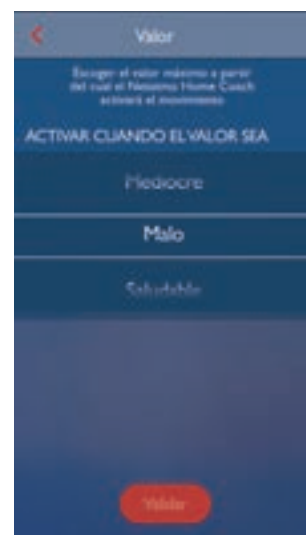 Valor
Escoger el valor máximo a partir
del cual el Netatmo Home Coach
activará el movimiento
ACTIVAR CUANDO EL VALOR SEA
Mediocre
Malo
Saludable
Validar